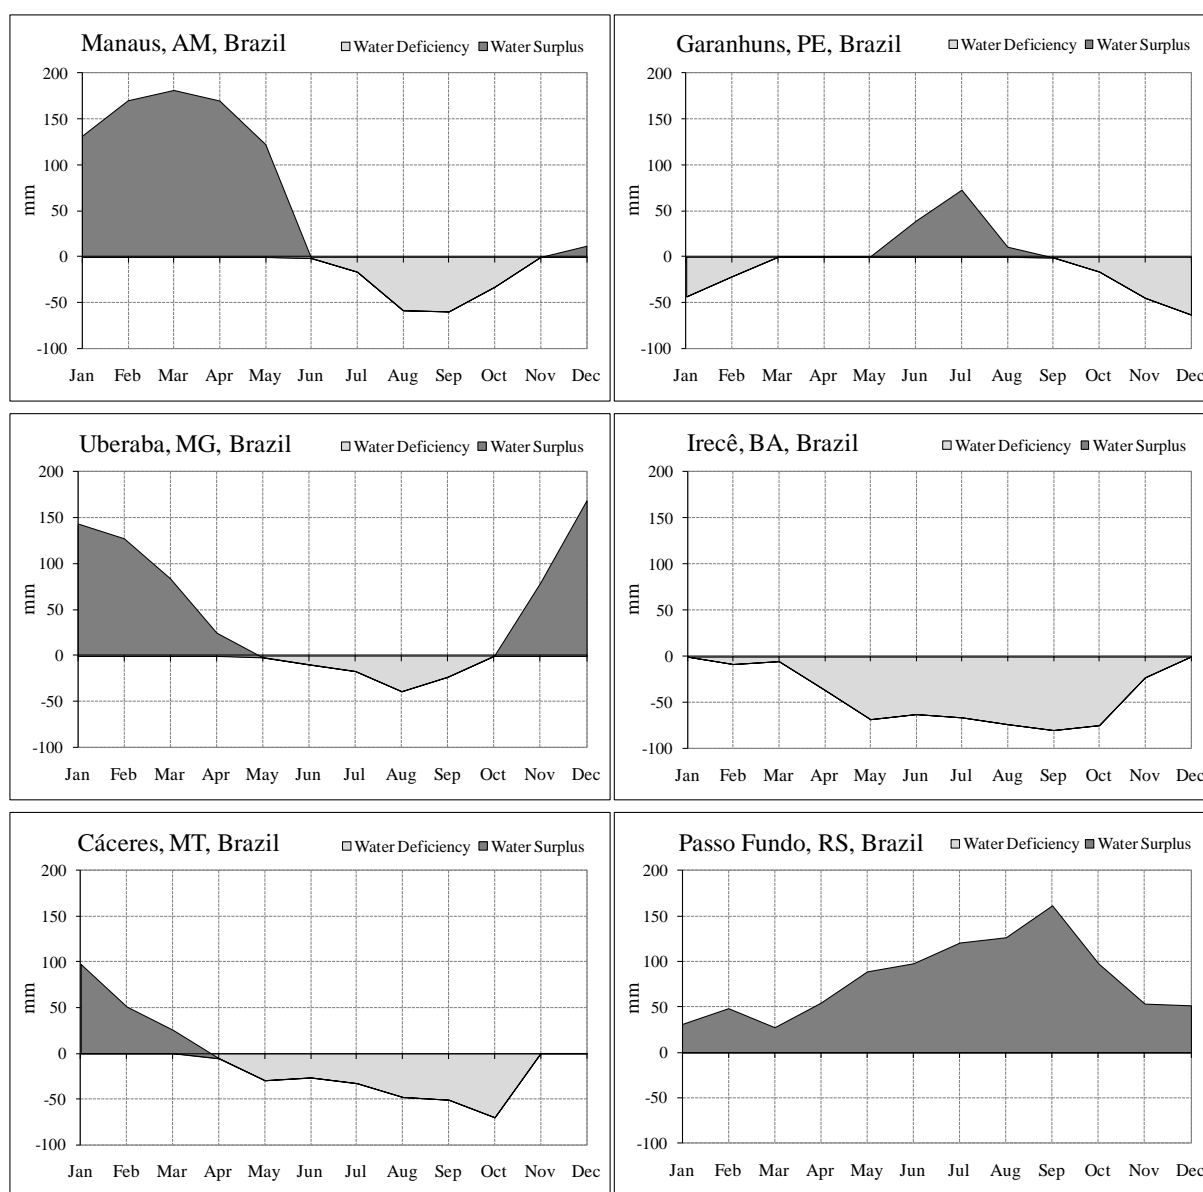 Manaus, AM, Brazil
Water Deficiency Water Surplus
200
150
100
50
0
-50
-100
mm
Jan Feb Mar Apr May Jun Jul Aug Sep Oct Nov Dec
Garanhuns, PE, Brazil
Water Deficiency Water Surplus
200
150
100
50
0
-50
-100
mm
Jan Feb Mar Apr May Jun Jul Aug Sep Oct Nov Dec
Uberaba, MG, Brazil
Water Deficiency Water Surplus
200
150
100
50
0
-50
-100
mm
Jan Feb Mar Apr May Jun Jul Aug Sep Oct Nov Dec
Irecê, BA, Brazil
Water Deficiency Water Surplus
200
150
100
50
0
-50
-100
mm
Jan Feb Mar Apr May Jun Jul Aug Sep Oct Nov Dec
Cáceres, MT, Brazil
Water Deficiency Water Surplus
200
150
100
50
0
-50
-100
mm
Jan Feb Mar Apr May Jun Jul Aug Sep Oct Nov Dec
Passo Fundo, RS, Brazil
Water Deficiency Water Surplus
200
150
100
50
0
-50
-100
mm
Jan Feb Mar Apr May Jun Jul Aug Sep Oct Nov Dec